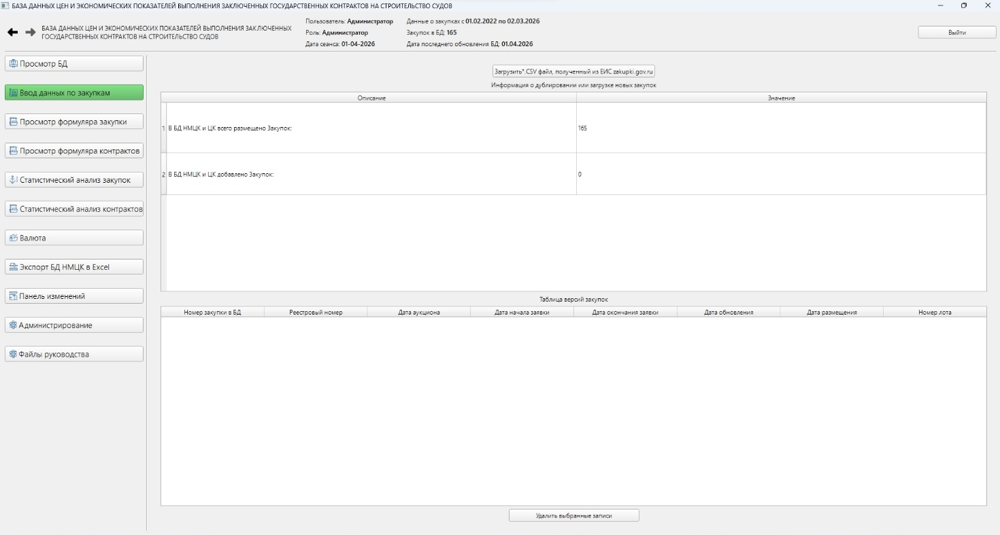 БАЗА ДАННЫХ ЦЕН И ЭКОНОМИЧЕСКИХ ПОКАЗАТЕЛЕЙ ВЫПОЛНЕНИЯ ЗАКЛЮЧЕННЫХ ГОСУДАРСТВЕННЫХ КОНТРАКТОВ НА СТРОИТЕЛЬСТВО СУДОВ
БАЗА ДАННЫХ ЦЕН И ЭКОНОМИЧЕСКИХ ПОКАЗАТЕЛЕЙ ВЫПОЛНЕНИЯ ЗАКЛЮЧЕННЫХ
ГОСУДАРСТВЕННЫХ КОНТРАКТОВ НА СТРОИТЕЛЬСТВО СУДОВ
Пользователь: Администратор
Роль: Администратор
Дата сеанса: 01-04-2026
Данные о закупках с 01.02.2022 по 02.03.2026
Закупок в БД: 165
Дата последнего обновления БД: 01.04.2026
Выйти
Просмотр БД
Ввод данных по закупкам
Просмотр формуляра закупки
Просмотр формуляра контрактов
Статистический анализ закупок
Статистический анализ контрактов
Валюта
Экспорт БД НМЦК в Excel
Панель изменений
Администрирование
Файлы руководства
Загрузить*.CSV файл, полученный из ЕИС zakupki.gov.ru
Информация о дублировании или загрузке новых закупок
Описание Значение
1 В БД НМЦК и ЦК всего размещено Закупок: 165
2 В БД НМЦК и ЦК добавлено Закупок: 0
Таблица версий закупок
Номер закупки в БД Реестровый номер Дата аукциона Дата начала заявки Дата окончания заявки Дата обновления Дата размещения Номер лота
Удалить выбранные записи